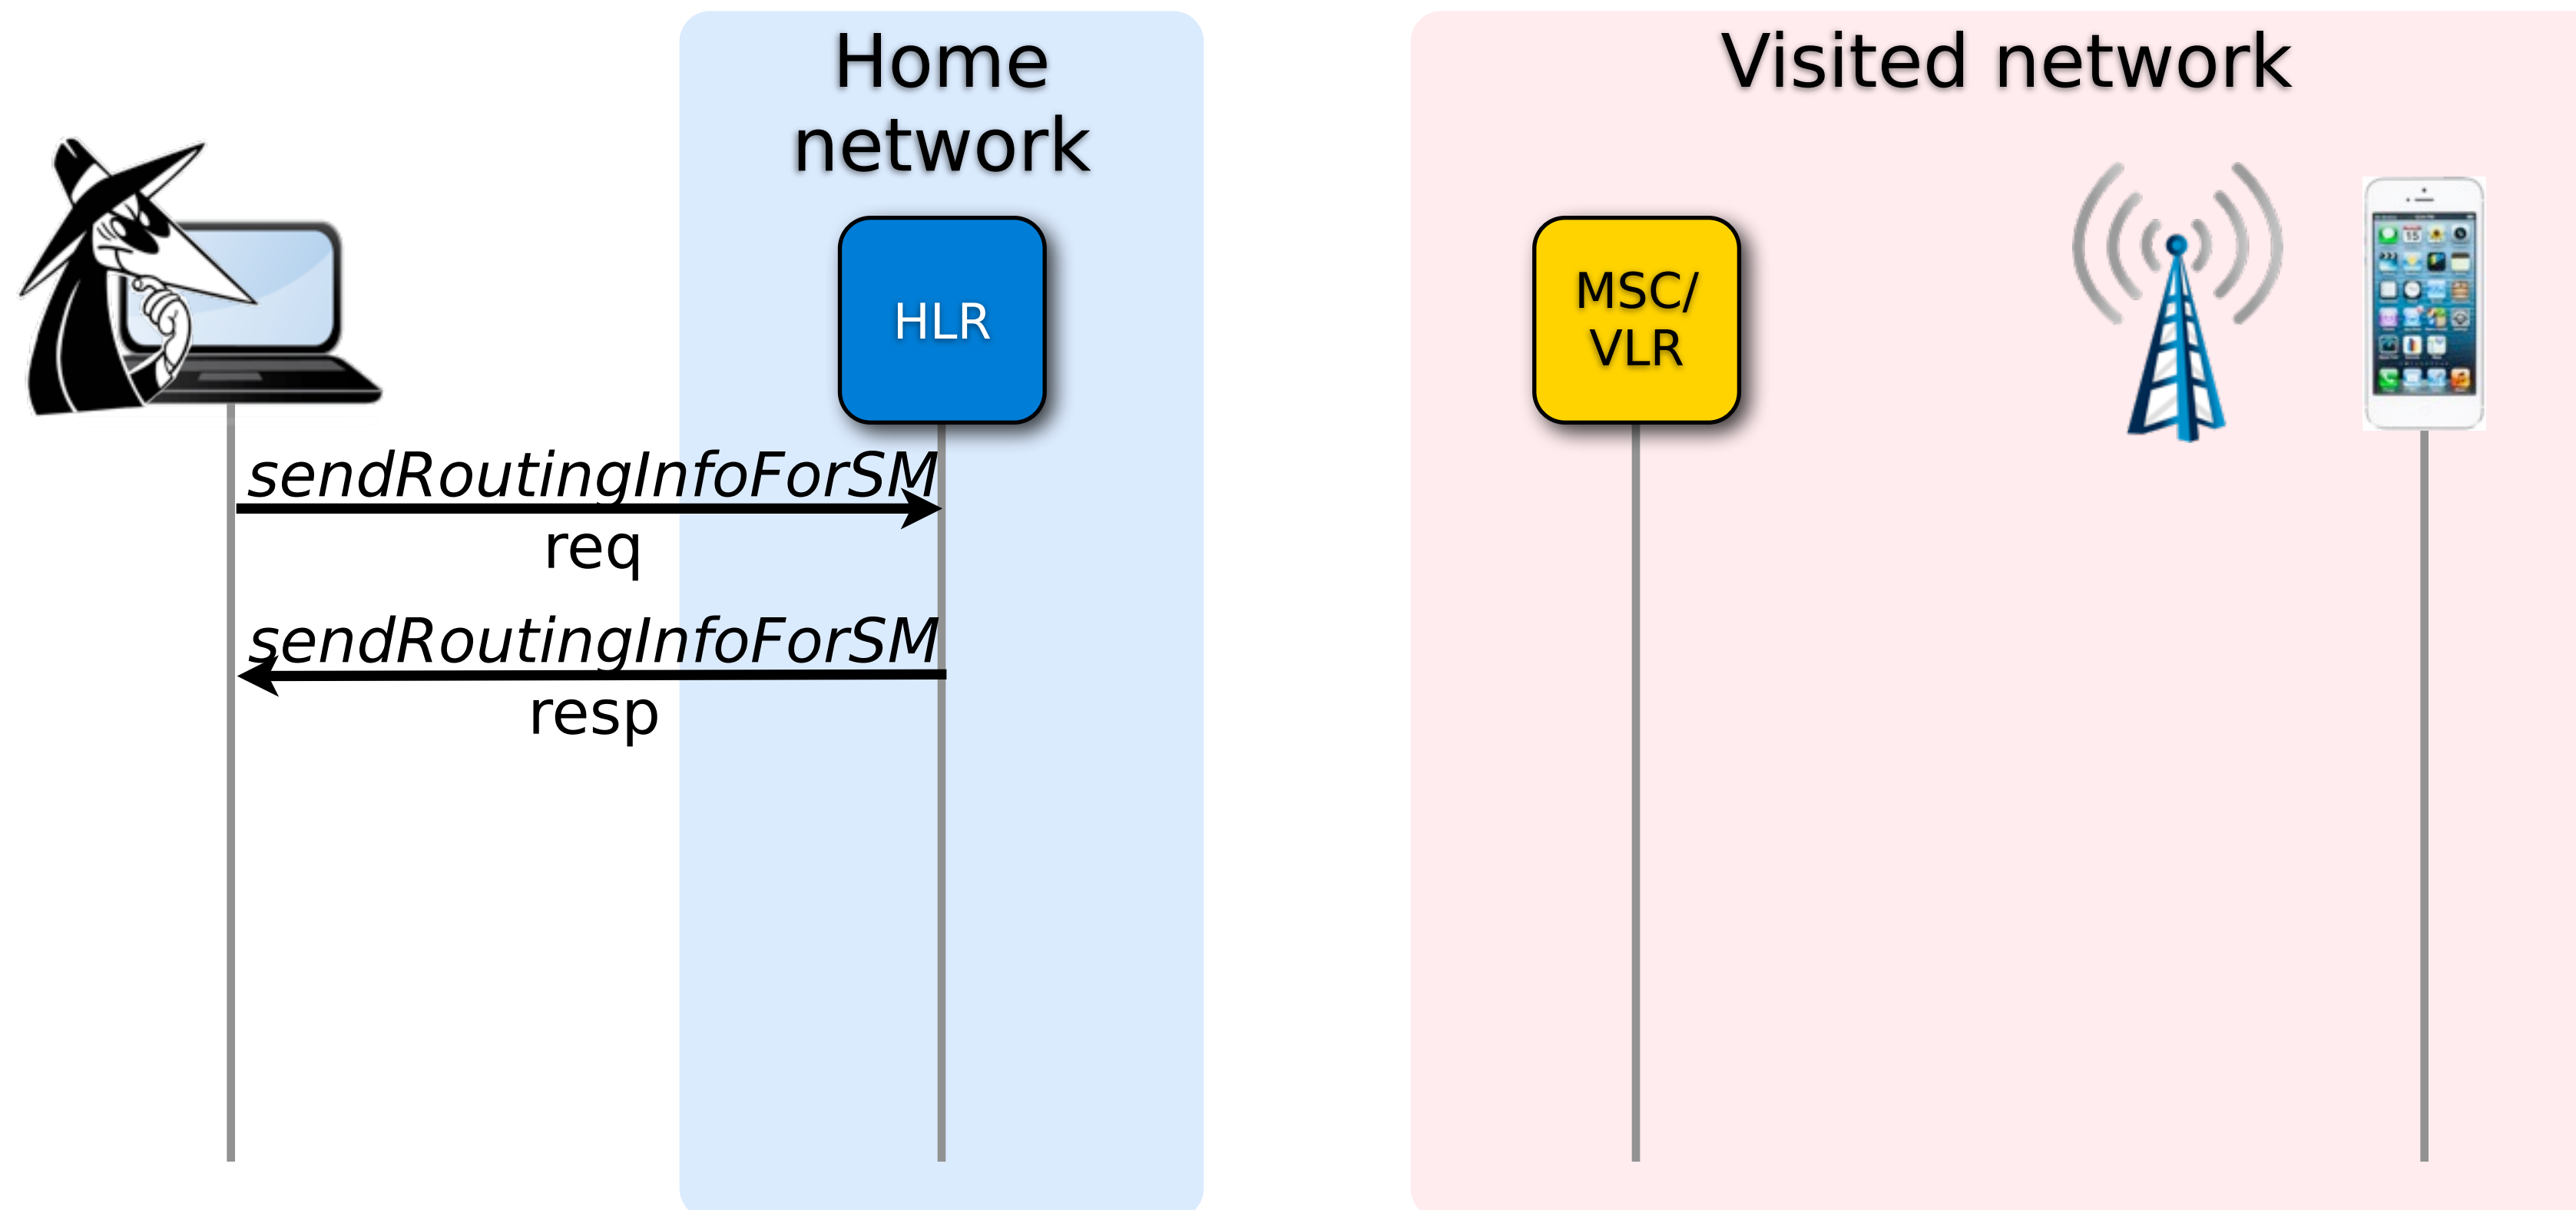 Home
network
Visited network
HLR
MSC/
VLR
sendRoutingInfoForSM
req
sendRoutingInfoForSM
resp